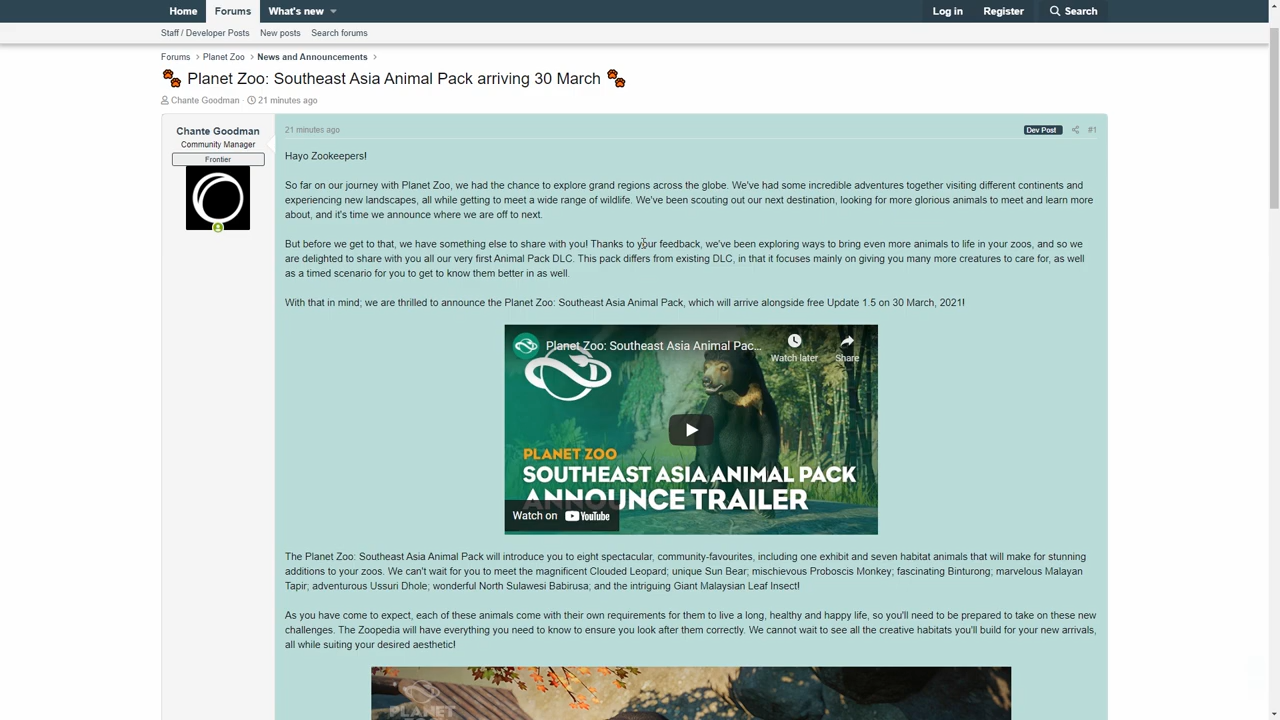 Home Forums What's new Log in Register Search
Staff / Developer Posts New posts Search forums
Forums > Planet Zoo > News and Announcements >
Planet Zoo: Southeast Asia Animal Pack arriving 30 March
Chante Goodman · 21 minutes ago
Chante Goodman
Community Manager
Frontier
21 minutes ago Dev Post #1
Hayo Zookeepers!
So far on our journey with Planet Zoo, we had the chance to explore grand regions across the globe. We've had some incredible adventures together visiting different continents and
experiencing new landscapes, all while getting to meet a wide range of wildlife. We've been scouting out our next destination, looking for more glorious animals to meet and learn more
about, and it's time we announce where we are off to next.
But before we get to that, we have something else to share with you! Thanks to your feedback, we've been exploring ways to bring even more animals to life in your zoos, and so we
are delighted to share with you all our very first Animal Pack DLC. This pack differs from existing DLC, in that it focuses mainly on giving you many more creatures to care for, as well
as a timed scenario for you to get to know them better in as well.
With that in mind; we are thrilled to announce the Planet Zoo: Southeast Asia Animal Pack, which will arrive alongside free Update 1.5 on 30 March, 2021!
Planet Zoo: Southeast Asia Animal Pac...
Watch later Share
PLANET ZOO
SOUTHEAST ASIA ANIMAL PACK
ANNOUNCE TRAILER
Watch on YouTube
The Planet Zoo: Southeast Asia Animal Pack will introduce you to eight spectacular, community-favourites, including one exhibit and seven habitat animals that will make for stunning
additions to your zoos. We can't wait for you to meet the magnificent Clouded Leopard; unique Sun Bear; mischievous Proboscis Monkey; fascinating Binturong; marvelous Malayan
Tapir; adventurous Ussuri Dhole; wonderful North Sulawesi Babirusa; and the intriguing Giant Malaysian Leaf Insect!
As you have come to expect, each of these animals come with their own requirements for them to live a long, healthy and happy life, so you'll need to be prepared to take on these new
challenges. The Zoopedia will have everything you need to know to ensure you look after them correctly. We cannot wait to see all the creative habitats you'll build for your new arrivals,
all while suiting your desired aesthetic!
PLANET